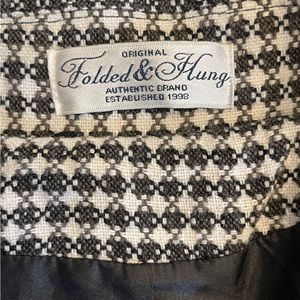 ORIGINAL
Folded & Hung
AUTHENTIC BRAND
ESTABLISHED 1998